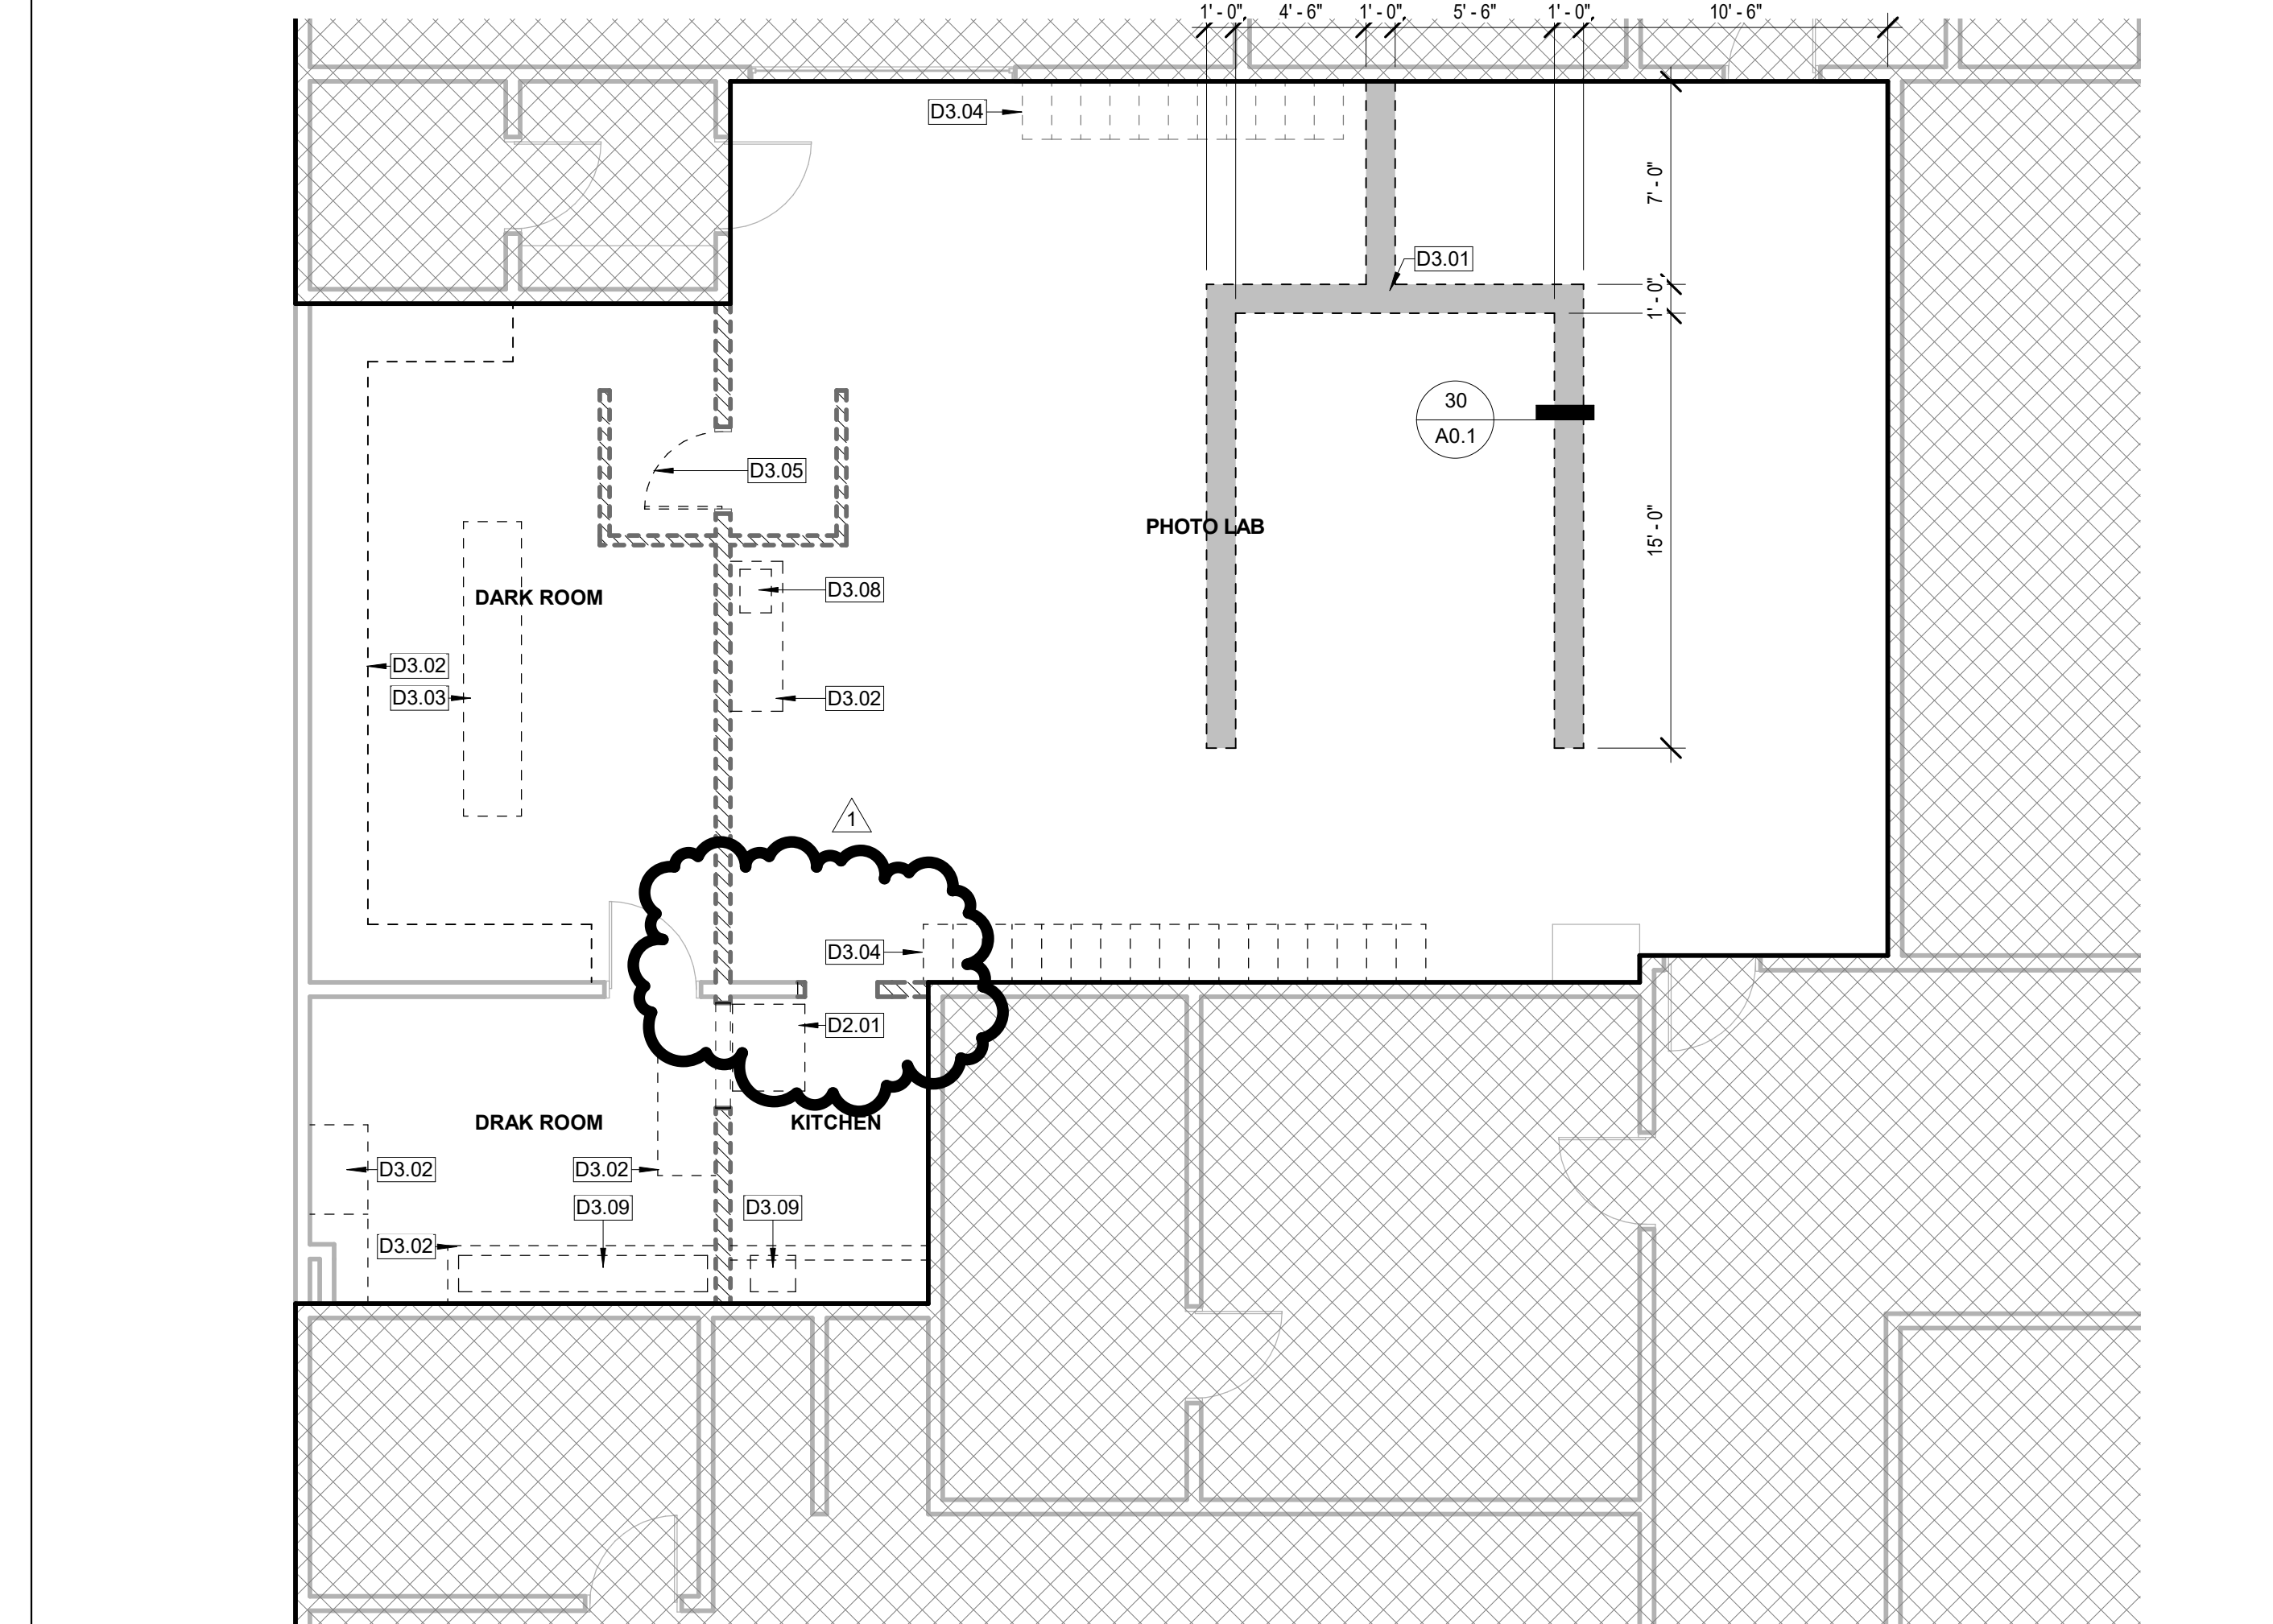 1' - 0" 4' - 6" 1' - 0" 5' - 6" 1' - 0" 10' - 6"
D3.04
7' - 0"
D3.01
1' - 0"
30
A0.1
D3.05
PHOTO LAB
15' - 0"
D3.08
DARK ROOM
D3.02
D3.03
D3.02
1
D3.04
D2.01
DRAK ROOM
KITCHEN
D3.02
D3.02
D3.09
D3.09
D3.02